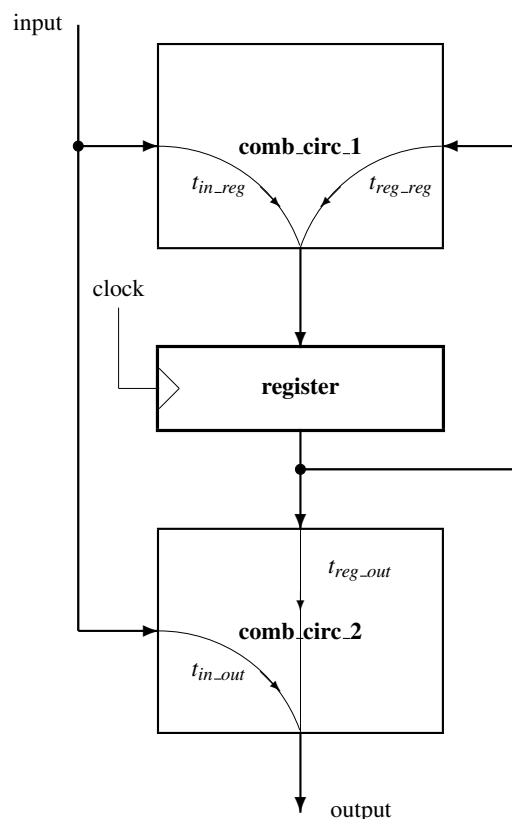 input
comb_circ_1
t_in_reg
t_reg_reg
clock
register
t_reg_out
comb_circ_2
t_in_out
output